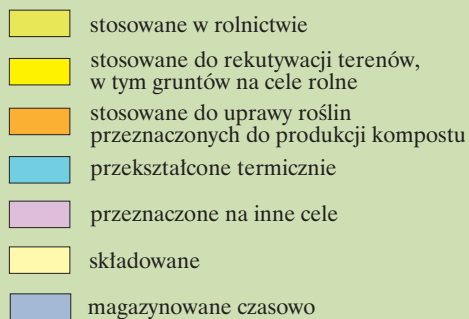 stosowane w rolnictwie
stosowane do rekutywacji terenów,
w tym gruntów na cele rolne
stosowane do uprawy roślin
przeznaczonych do produkcji kompostu
przekształcone termicznie
przeznaczone na inne cele
składowane
magazynowane czasowo